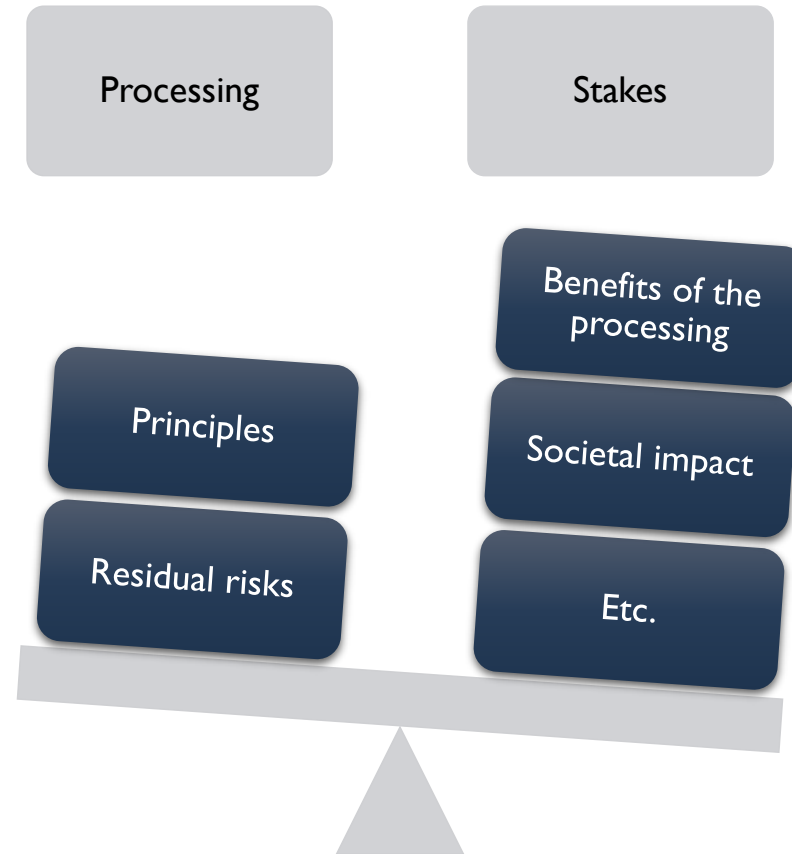 Processing
Stakes
Benefits of the
processing
Principles
Societal impact
Residual risks
Etc.